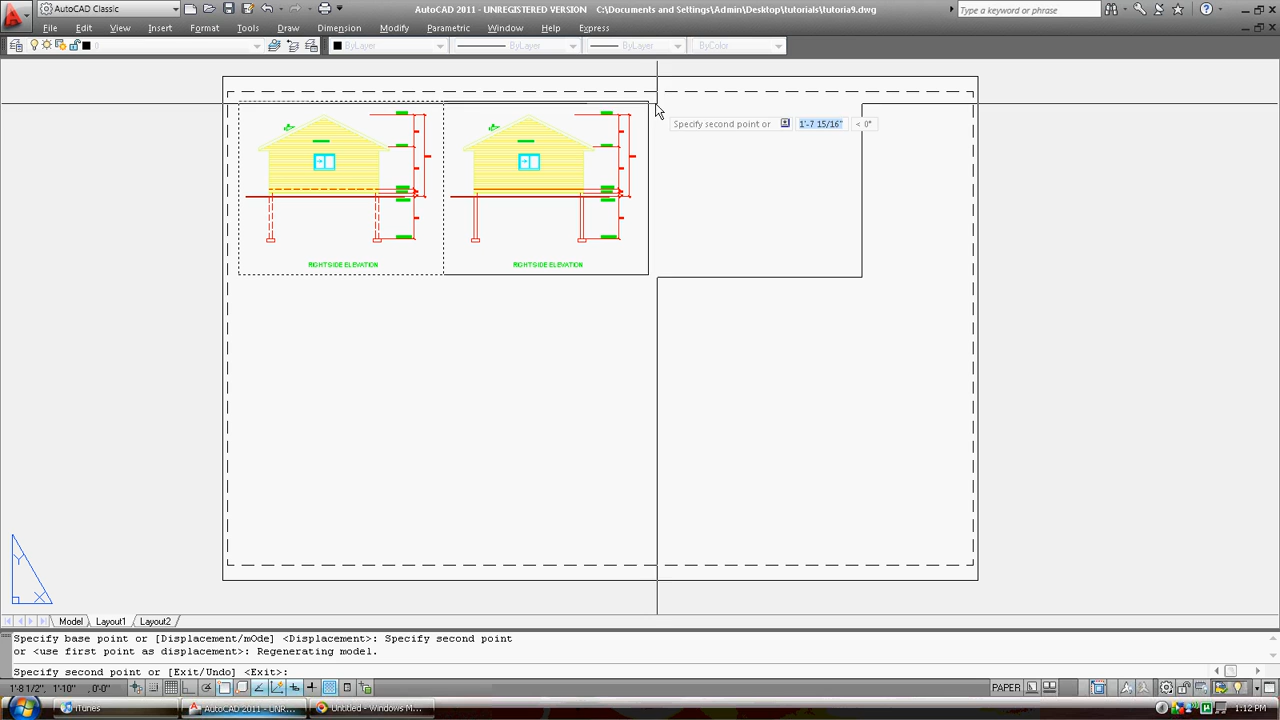 AutoCAD Classic
AutoCAD 2011 - UNREGISTERED VERSION    C:\Documents and Settings\Admin\Desktop\tutorials\tutoria9.dwg
Type a keyword or phrase
File Edit View Insert Format Tools Draw Dimension Modify Parametric Window Help Express
0 ByLayer ByLayer ByLayer ByColor
Specify second point or 1'-7 15/16" < 0°
RIGHTSIDE ELEVATION RIGHTSIDE ELEVATION
Y
X
Model Layout1 Layout2
Specify base point or [Displacement/mOde] <Displacement>: Specify second point
or <use first point as displacement>: Regenerating model.
Specify second point or [Exit/Undo] <Exit>:
1'-8 1/2", 1'-10" , 0'-0" PAPER
iTunes AutoCAD 2011 - UNR... Untitled - Windows M... 1:12 PM